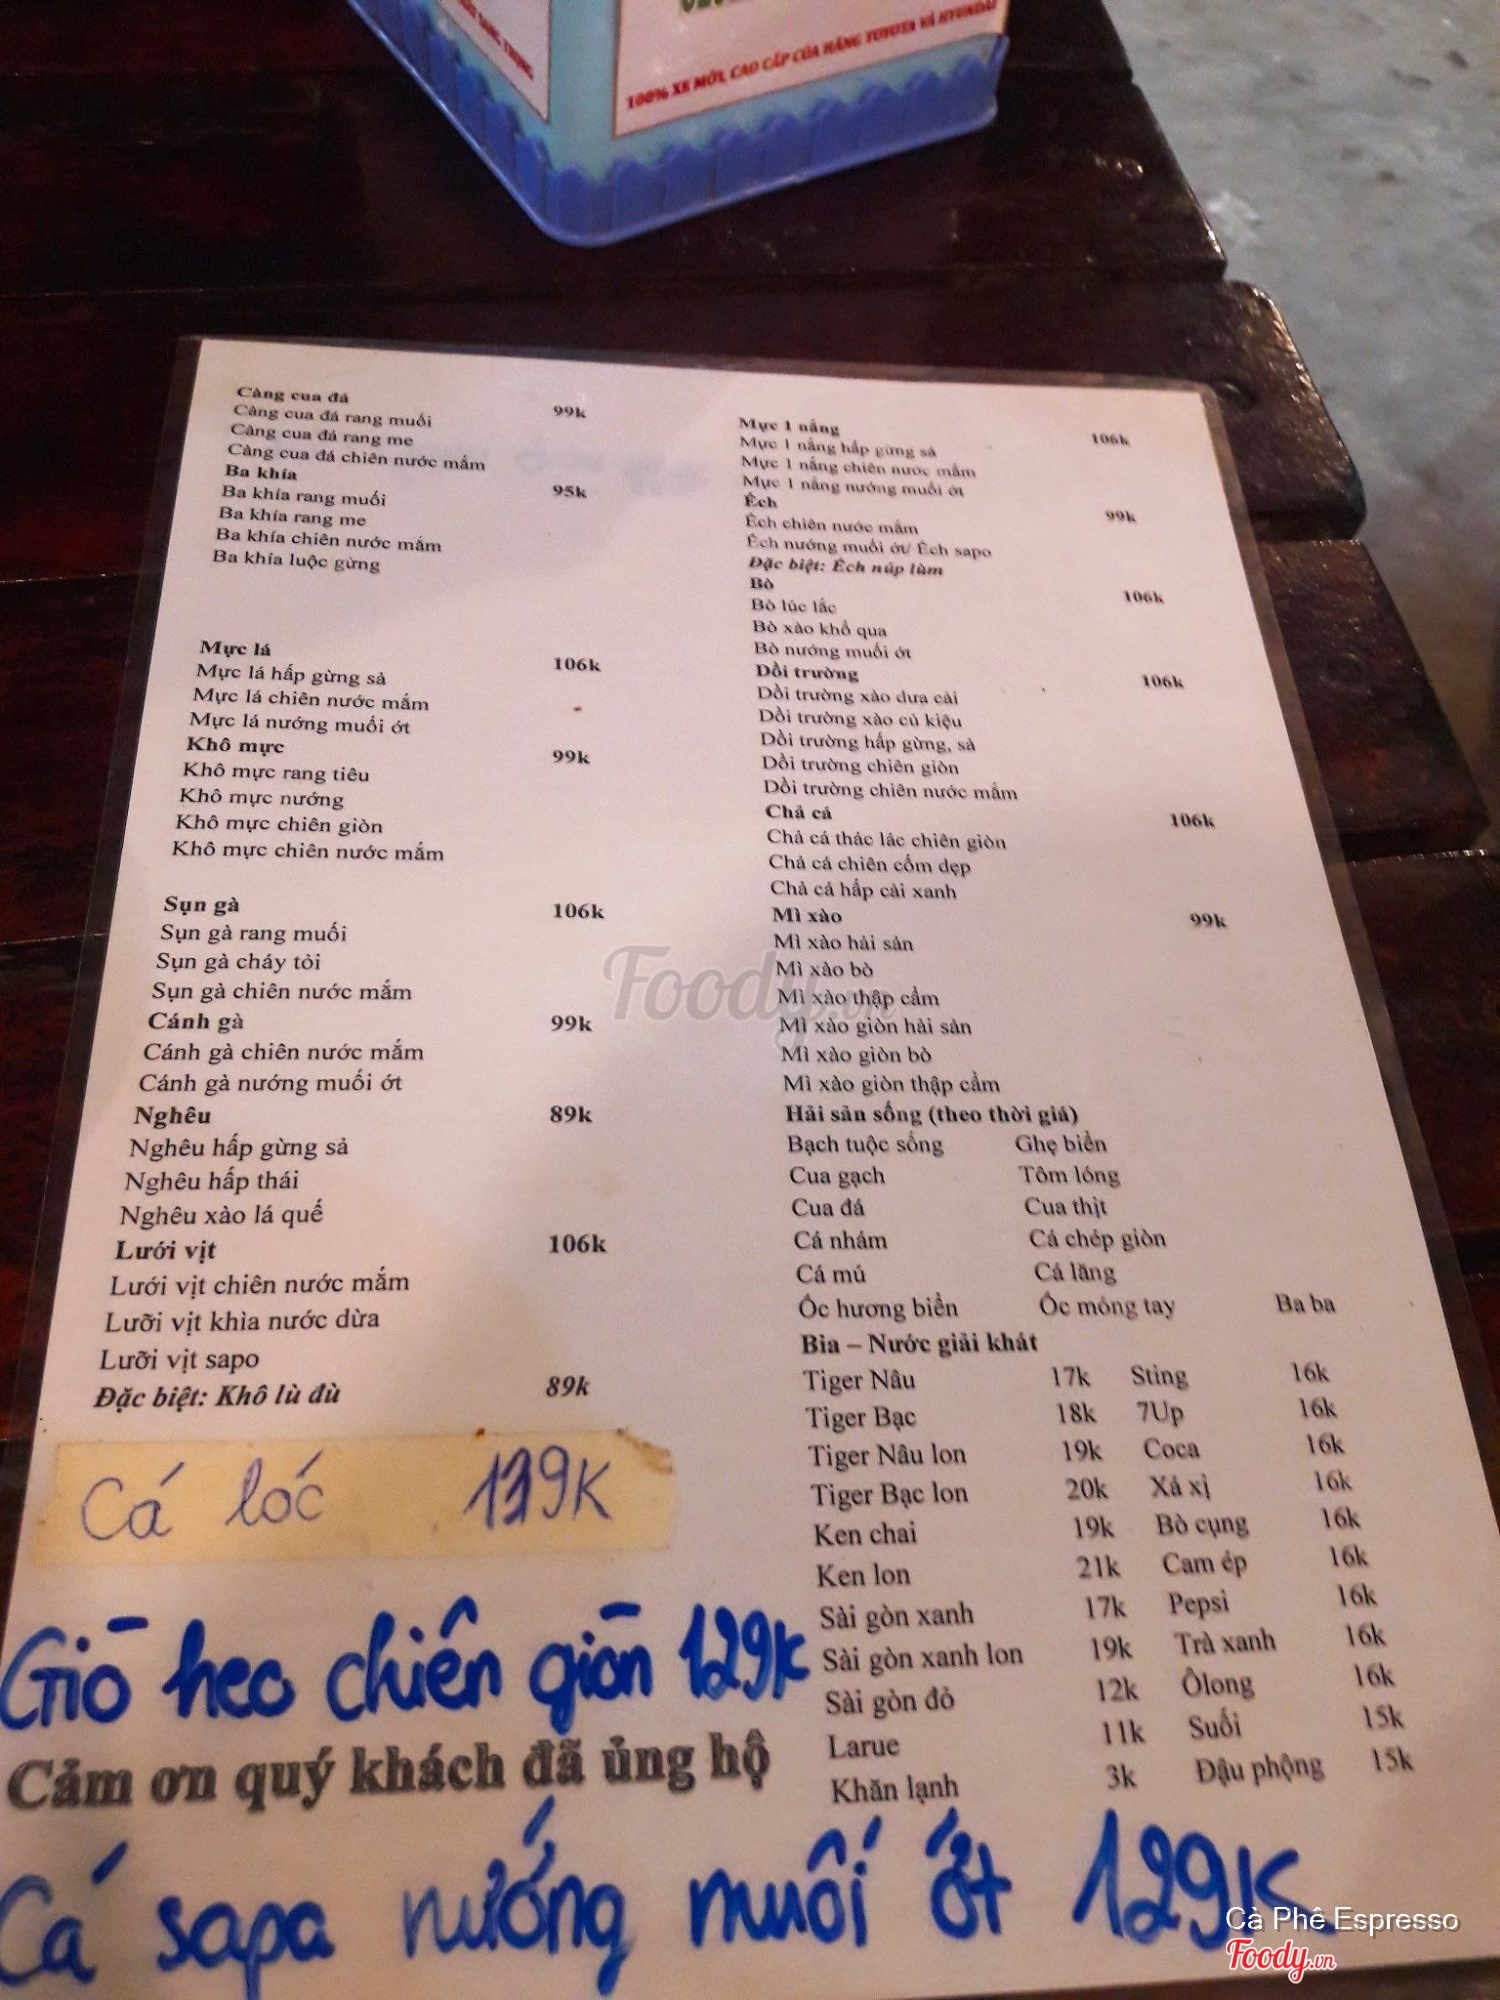 100% XE MỚI, CAO CẤP CỦA HÃNG TOYOTA VÀ HYUNDAI
Càng cua đá 99k
Càng cua đá rang muối
Càng cua đá rang me
Càng cua đá chiên nước mắm
Ba khía 95k
Ba khía rang muối
Ba khía rang me
Ba khía chiên nước mắm
Ba khía luộc gừng
Mực lá 106k
Mực lá hấp gừng sả
Mực lá chiên nước mắm
Mực lá nướng muối ớt
Khô mực 99k
Khô mực rang tiêu
Khô mực nướng
Khô mực chiên giòn
Khô mực chiên nước mắm
Sụn gà 106k
Sụn gà rang muối
Sụn gà cháy tỏi
Sụn gà chiên nước mắm
Cánh gà 99k
Cánh gà chiên nước mắm
Cánh gà nướng muối ớt
Nghêu 89k
Nghêu hấp gừng sả
Nghêu hấp thái
Nghêu xào lá quế
Lưới vịt 106k
Lưới vịt chiên nước mắm
Lưỡi vịt khìa nước dừa
Lưỡi vịt sapo
Đặc biệt: Khô lù đù 89k
Cá lóc 139K
Giò heo chiên giòn 129K
Cảm ơn quý khách đã ủng hộ
Mực 1 nắng 106k
Mực 1 nắng hấp gừng sả
Mực 1 nắng chiên nước mắm
Mực 1 nắng nướng muối ớt
Ếch 99k
Ếch chiên nước mắm
Ếch nướng muối ớt/ Ếch sapo
Đặc biệt: Ếch núp lùm
Bò 106k
Bò lúc lắc
Bò xào khổ qua
Bò nướng muối ớt
Dồi trường 106k
Dồi trường xào dưa cải
Dồi trường xào củ kiệu
Dồi trường hấp gừng, sả
Dồi trường chiên giòn
Dồi trường chiên nước mắm
Chả cá 106k
Chả cá thác lác chiên giòn
Chả cá chiên cốm dẹp
Chả cá hấp cải xanh
Mì xào 99k
Mì xào hải sản
Mì xào bò
Mì xào thập cẩm
Mì xào giòn hải sản
Mì xào giòn bò
Mì xào giòn thập cẩm
Hải sản sống (theo thời giá)
Bạch tuộc sống Ghẹ biển
Cua gạch Tôm lóng
Cua đá Cua thịt
Cá nhám Cá chép giòn
Cá mú Cá lăng
Ốc hương biển Ốc móng tay Ba ba
Bia – Nước giải khát
Tiger Nâu 17k Sting 16k
Tiger Bạc 18k 7Up 16k
Tiger Nâu lon 19k Coca 16k
Tiger Bạc lon 20k Xá xị 16k
Ken chai 19k Bò cụng 16k
Ken lon 21k Cam ép 16k
Sài gòn xanh 17k Pepsi 16k
Sài gòn xanh lon 19k Trà xanh 16k
Sài gòn đỏ 12k Ôlong 16k
Larue 11k Suối 15k
Khăn lạnh 3k Đậu phộng 15k
Cá sapa nướng muối ớt 129K
Foody.vn
Cà Phê Espresso
Foody.vn